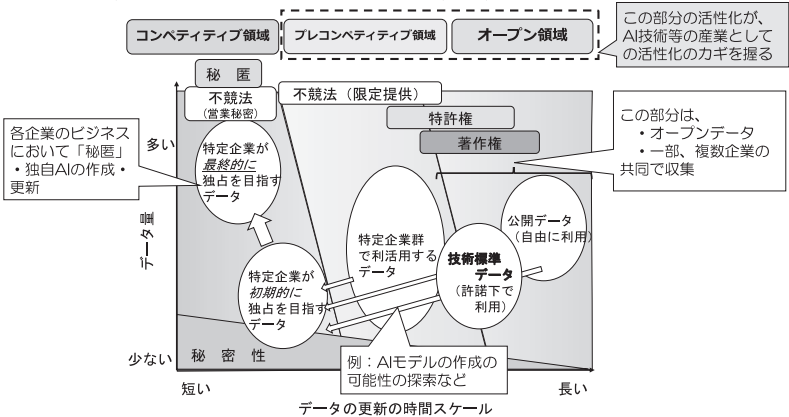 コンペティティブ領域
プレコンペティティブ領域
オープン領域
この部分の活性化が、
AI技術等の産業として
の活性化のカギを握る
秘匿
不競法
(営業秘密)
不競法（限定提供）
特許権
著作権
各企業のビジネス
において「秘匿」
・独自AIの作成・
更新
この部分は、
・オープンデータ
・一部、複数企業の
共同で収集
多い
データ量
少ない
特定企業が
最終的に
独占を目指す
データ
特定企業が
初期的に
独占を目指す
データ
特定企業群
で利活用する
データ
技術標準
データ
(許諾下で
利用)
公開データ
(自由に利用)
秘密性
例：AIモデルの作成の
可能性の探索など
短い
長い
データの更新の時間スケール